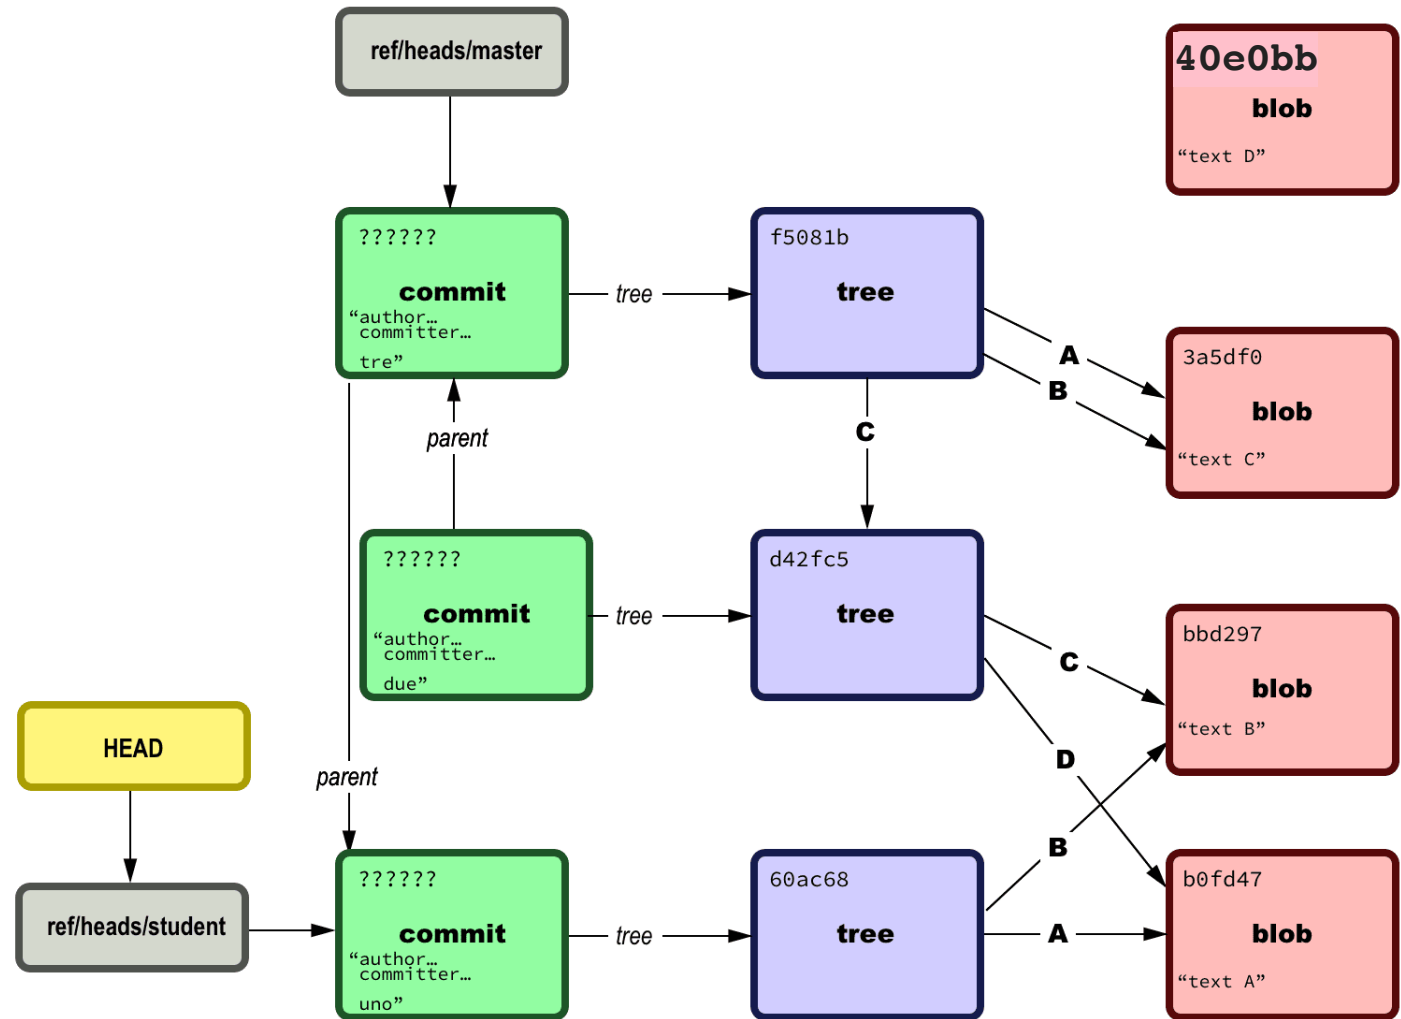 ref/heads/master
40e0bb
blob
“text D”
??????
commit
“author…
committer…
tre”
tree
f5081b
tree
A
B
3a5df0
blob
“text C”
C
parent
??????
commit
“author…
committer…
due”
tree
d42fc5
tree
C
D
bbd297
blob
“text B”
HEAD
parent
B
ref/heads/student
??????
commit
“author…
committer…
uno”
tree
60ac68
tree
A
b0fd47
blob
“text A”